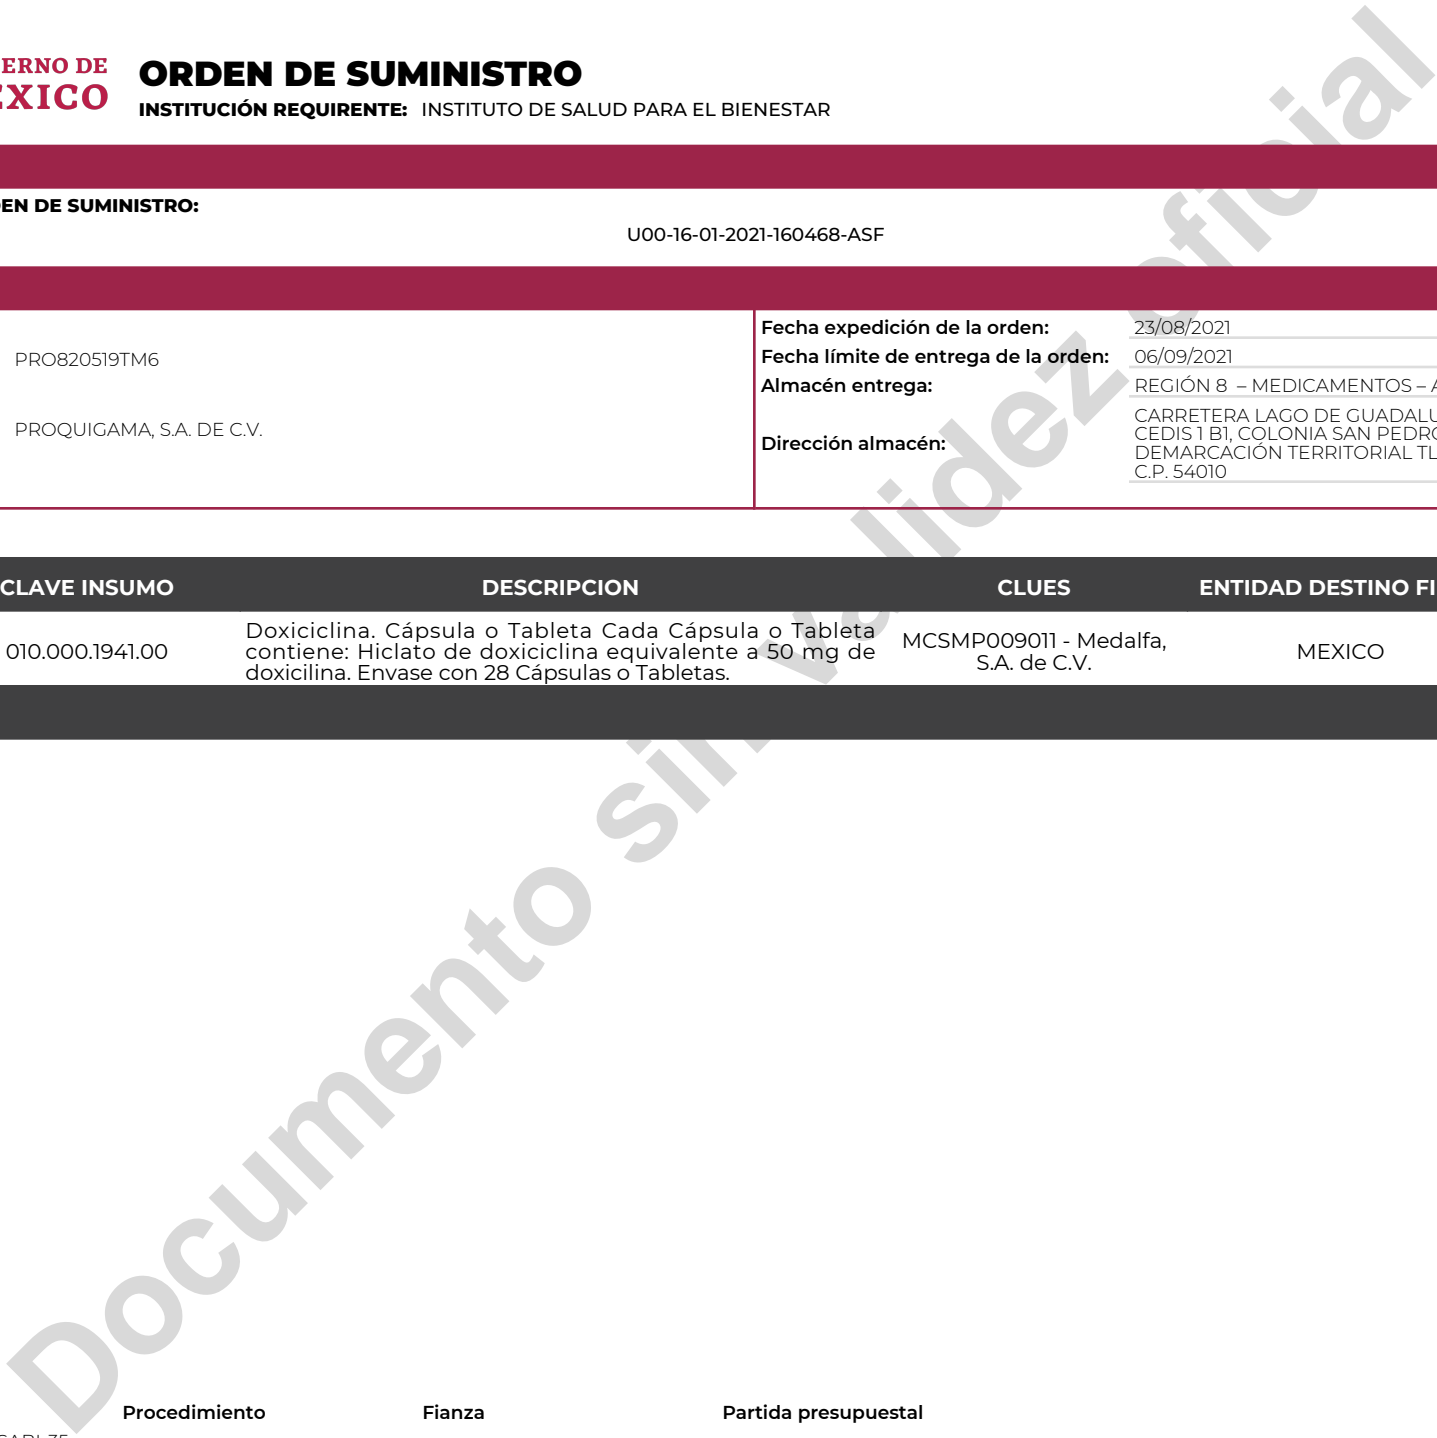 ERNO DE
EXICO
ORDEN DE SUMINISTRO
INSTITUCIÓN REQUIRENTE: INSTITUTO DE SALUD PARA EL BIENESTAR
EN DE SUMINISTRO:
U00-16-01-2021-160468-ASF
PRO820519TM6
PROQUIGAMA, S.A. DE C.V.
Fecha expedición de la orden: 23/08/2021
Fecha límite de entrega de la orden: 06/09/2021
Almacén entrega: REGIÓN 8 – MEDICAMENTOS – A
Dirección almacén:
CARRETERA LAGO DE GUADALU
CEDIS 1 B1, COLONIA SAN PEDRO
DEMARCACIÓN TERRITORIAL TL
C.P. 54010
CLAVE INSUMO DESCRIPCION CLUES ENTIDAD DESTINO FI
010.000.1941.00
Doxiciclina. Cápsula o Tableta Cada Cápsula o Tableta
contiene: Hiclato de doxiciclina equivalente a 50 mg de
doxicilina. Envase con 28 Cápsulas o Tabletas.
MCSMP009011 - Medalfa,
S.A. de C.V.
MEXICO
Documento sin validez oficial
Procedimiento Fianza Partida presupuestal